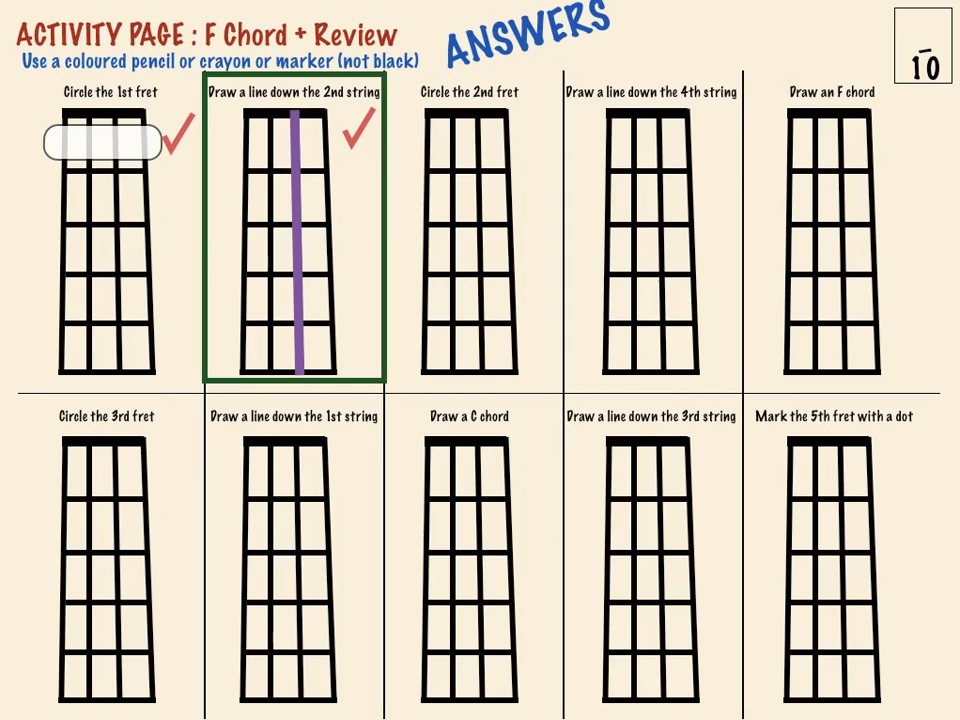 ACTIVITY PAGE : F Chord + Review
ANSWERS
Use a coloured pencil or crayon or marker (not black)
10
Circle the 1st fret
Draw a line down the 2nd string
Circle the 2nd fret
Draw a line down the 4th string
Draw an F chord
Circle the 3rd fret
Draw a line down the 1st string
Draw a C chord
Draw a line down the 3rd string
Mark the 5th fret with a dot